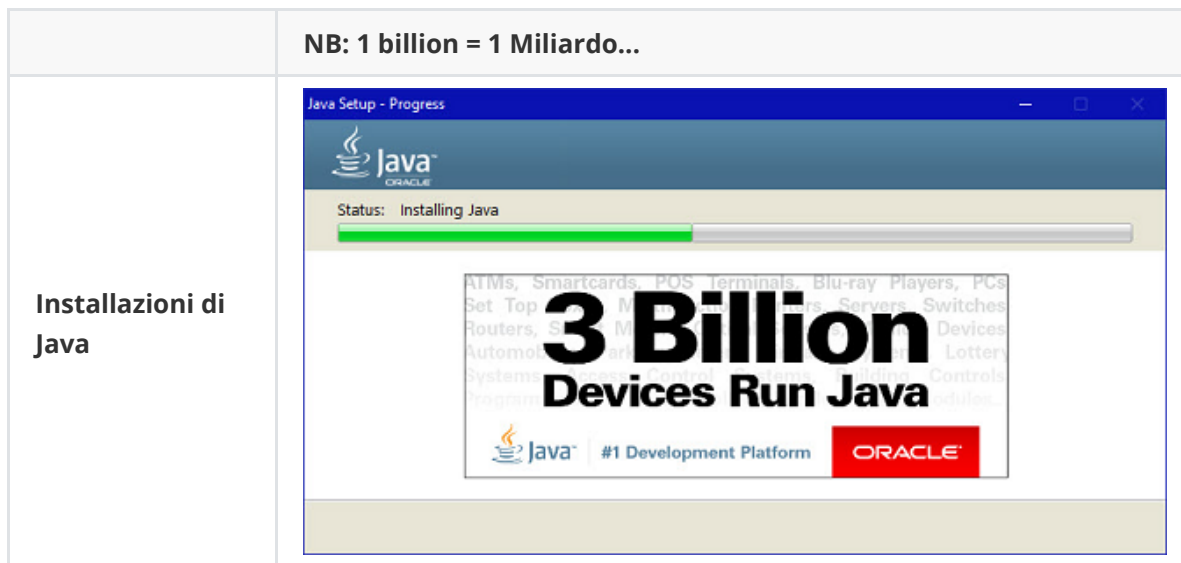 NB: 1 billion = 1 Miliardo...
Installazioni di
Java
Java Setup - Progress
Java
ORACLE
Status: Installing Java
ATMs, Smartcards, POS Terminals, Blu-ray Players, PCs
Set Top Servers, Switches
Routers, Devices
Lottery
Systems Access Control Systems, Building Controls
3 Billion
Devices Run Java
Java #1 Development Platform ORACLE